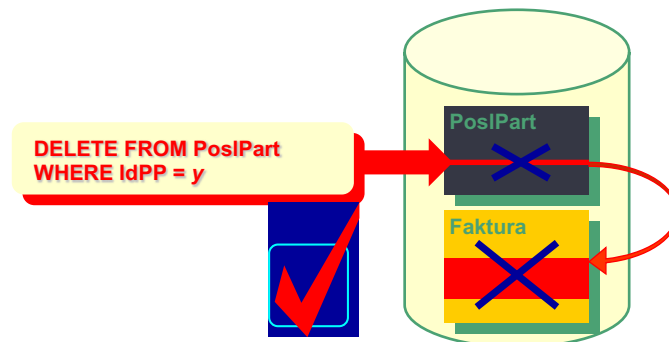 DELETE FROM PoslPart
WHERE IdPP = y
PoslPart
Faktura